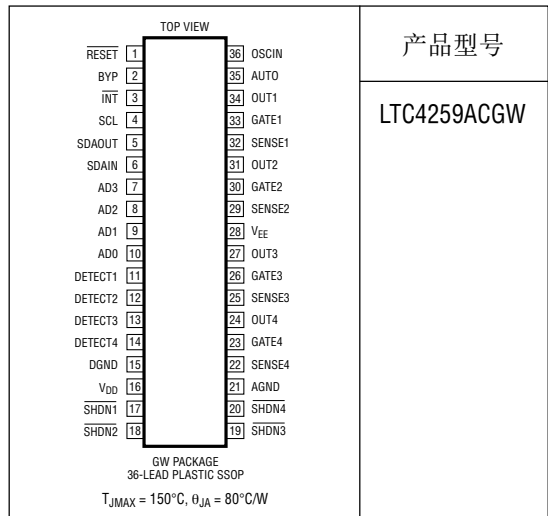 TOP VIEW
RESET 1
BYP 2
INT 3
SCL 4
SDAOUT 5
SDAIN 6
AD3 7
AD2 8
AD1 9
AD0 10
DETECT1 11
DETECT2 12
DETECT3 13
DETECT4 14
DGND 15
VDD 16
SHDN1 17
SHDN2 18
36 OSCIN
35 AUTO
34 OUT1
33 GATE1
32 SENSE1
31 OUT2
30 GATE2
29 SENSE2
28 VEE
27 OUT3
26 GATE3
25 SENSE3
24 OUT4
23 GATE4
22 SENSE4
21 AGND
20 SHDN4
19 SHDN3
GW PACKAGE
36-LEAD PLASTIC SSOP
TJMAX = 150°C, θJA = 80°C/W
产品型号
LTC4259ACGW